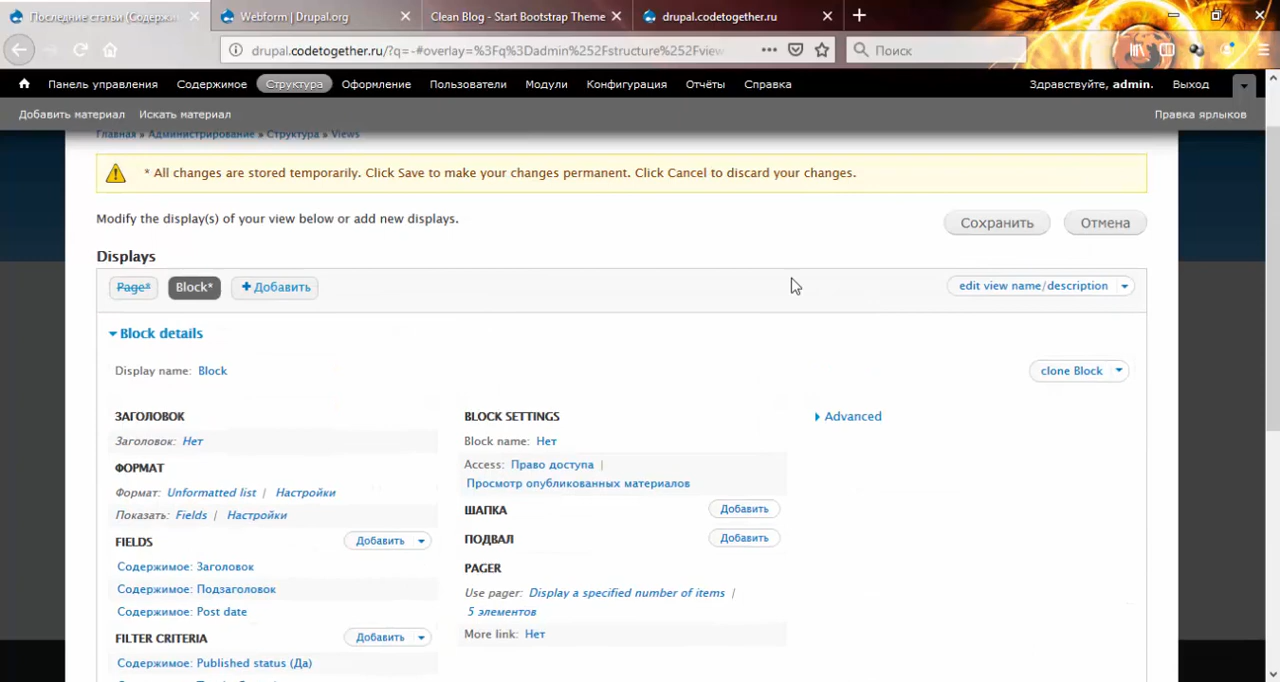 Последние статьи (Содержим
Webform | Drupal.org
Clean Blog - Start Bootstrap Theme
drupal.codetogether.ru/
drupal.codetogether.ru/?q=-#overlay=%3Fq%3Dadmin%252Fstructure%252Fview
Поиск
Панель управления
Содержимое
Структура
Оформление
Пользователи
Модули
Конфигурация
Отчёты
Справка
Здравствуйте, admin.
Выход
Добавить материал
Искать материал
Правка ярлыков
Главная » Администрирование » Структура » Views
* All changes are stored temporarily. Click Save to make your changes permanent. Click Cancel to discard your changes.
Modify the display(s) of your view below or add new displays.
Сохранить
Отмена
Displays
Page*
Block*
+ Добавить
edit view name/description
Block details
Display name: Block
clone Block
ЗАГОЛОВОК
Заголовок: Нет
ФОРМАТ
Формат: Unformatted list | Настройки
Показать: Fields | Настройки
FIELDS
Добавить
Содержимое: Заголовок
Содержимое: Подзаголовок
Содержимое: Post date
FILTER CRITERIA
Добавить
Содержимое: Published status (Да)
BLOCK SETTINGS
Block name: Нет
Access: Право доступа |
Просмотр опубликованных материалов
ШАПКА
Добавить
ПОДВАЛ
Добавить
PAGER
Use pager: Display a specified number of items |
5 элементов
More link: Нет
Advanced